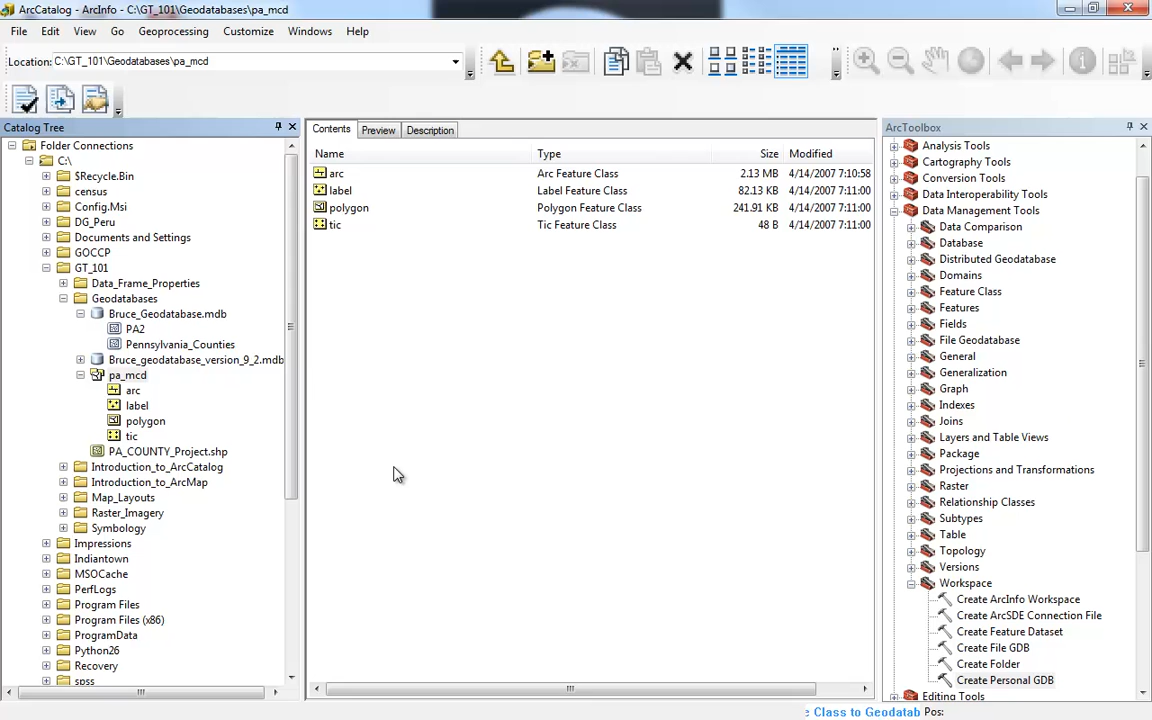 ArcCatalog - ArcInfo - C:\GT_101\Geodatabases\pa_mcd
File Edit View Go Geoprocessing Customize Windows Help
Location: C:\GT_101\Geodatabases\pa_mcd
Catalog Tree
Folder Connections
C:\
$Recycle.Bin
census
Config.Msi
DG_Peru
Documents and Settings
GOCCP
GT_101
Data_Frame_Properties
Geodatabases
Bruce_Geodatabase.mdb
PA2
Pennsylvania_Counties
Bruce_geodatabase_version_9_2.mdb
pa_mcd
arc
label
polygon
tic
PA_COUNTY_Project.shp
Introduction_to_ArcCatalog
Introduction_to_ArcMap
Map_Layouts
Raster_Imagery
Symbology
Impressions
Indiantown
MSOCache
PerfLogs
Program Files
Program Files (x86)
ProgramData
Python26
Recovery
spss
Contents Preview Description
Name Type Size Modified
arc Arc Feature Class 2.13 MB 4/14/2007 7:10:58
label Label Feature Class 82.13 KB 4/14/2007 7:11:00
polygon Polygon Feature Class 241.91 KB 4/14/2007 7:11:00
tic Tic Feature Class 48 B 4/14/2007 7:11:00
ArcToolbox
Analysis Tools
Cartography Tools
Conversion Tools
Data Interoperability Tools
Data Management Tools
Data Comparison
Database
Distributed Geodatabase
Domains
Feature Class
Features
Fields
File Geodatabase
General
Generalization
Graph
Indexes
Joins
Layers and Table Views
Package
Projections and Transformations
Raster
Relationship Classes
Subtypes
Table
Topology
Versions
Workspace
Create ArcInfo Workspace
Create ArcSDE Connection File
Create Feature Dataset
Create File GDB
Create Folder
Create Personal GDB
Editing Tools
Class to Geodatab Pos: